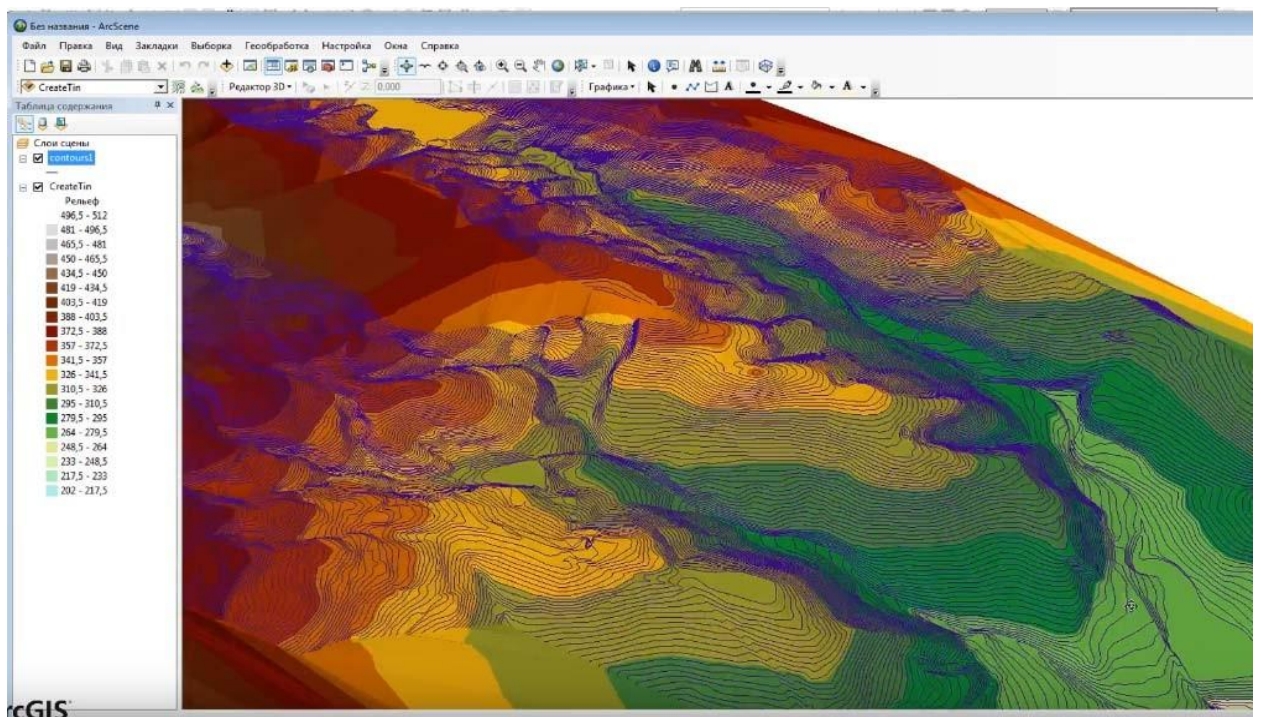 Без названия - ArcScene
Файл Правка Вид Закладки Выборка Геообработка Настройка Окна Справка
CreateTin Редактор 3D 0,000 Графика
Таблица содержания
Слои сцены
contours1
CreateTin
Рельеф
496,5 - 512
481 - 496,5
465,5 - 481
450 - 465,5
434,5 - 450
419 - 434,5
403,5 - 419
388 - 403,5
372,5 - 388
357 - 372,5
341,5 - 357
326 - 341,5
310,5 - 326
295 - 310,5
279,5 - 295
264 - 279,5
248,5 - 264
233 - 248,5
217,5 - 233
202 - 217,5
rcGIS